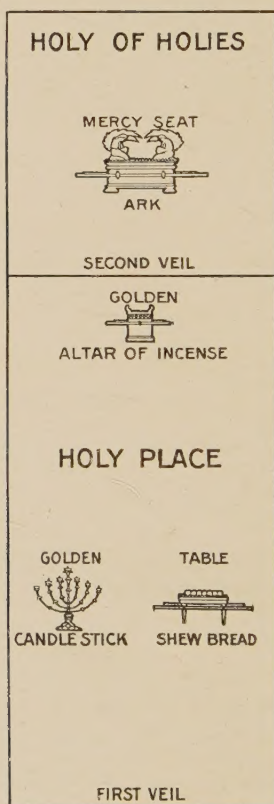 HOLY OF HOLIES
MERCY SEAT
ARK
SECOND VEIL
GOLDEN
ALTAR OF INCENSE
HOLY PLACE
GOLDEN
CANDLE STICK
TABLE
SHEW BREAD
FIRST VEIL